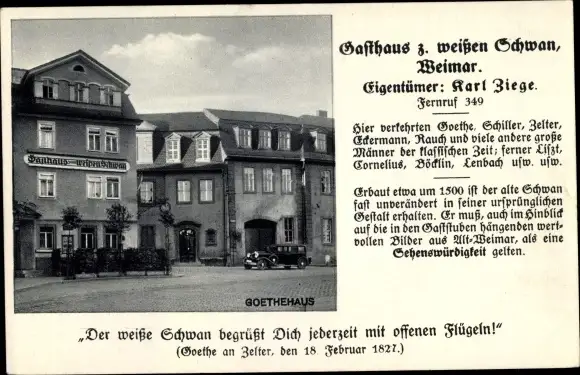 Gasthaus z. weißen Schwan,
Weimar.
Eigentümer: Karl Ziege.
Fernruf 349
Hier verkehrten Goethe, Schiller, Zelter,
Eckermann, Rauch und viele andere große
Männer der klassischen Zeit; ferner Liszt,
Cornelius, Böcklin, Lenbach usw. usw.
Erbaut etwa um 1500 ist der alte Schwan
fast unverändert in seiner ursprünglichen
Gestalt erhalten. Er muß, auch im Hinblick
auf die in den Gaststuben hängenden wert-
vollen Bilder aus Alt-Weimar, als eine
Sehenswürdigkeit gelten.
Gasthaus zum weißen Schwan
GOETHEHAUS
„Der weiße Schwan begrüßt Dich jederzeit mit offenen Flügeln!"
(Goethe an Zelter, den 18 Februar 1827.)